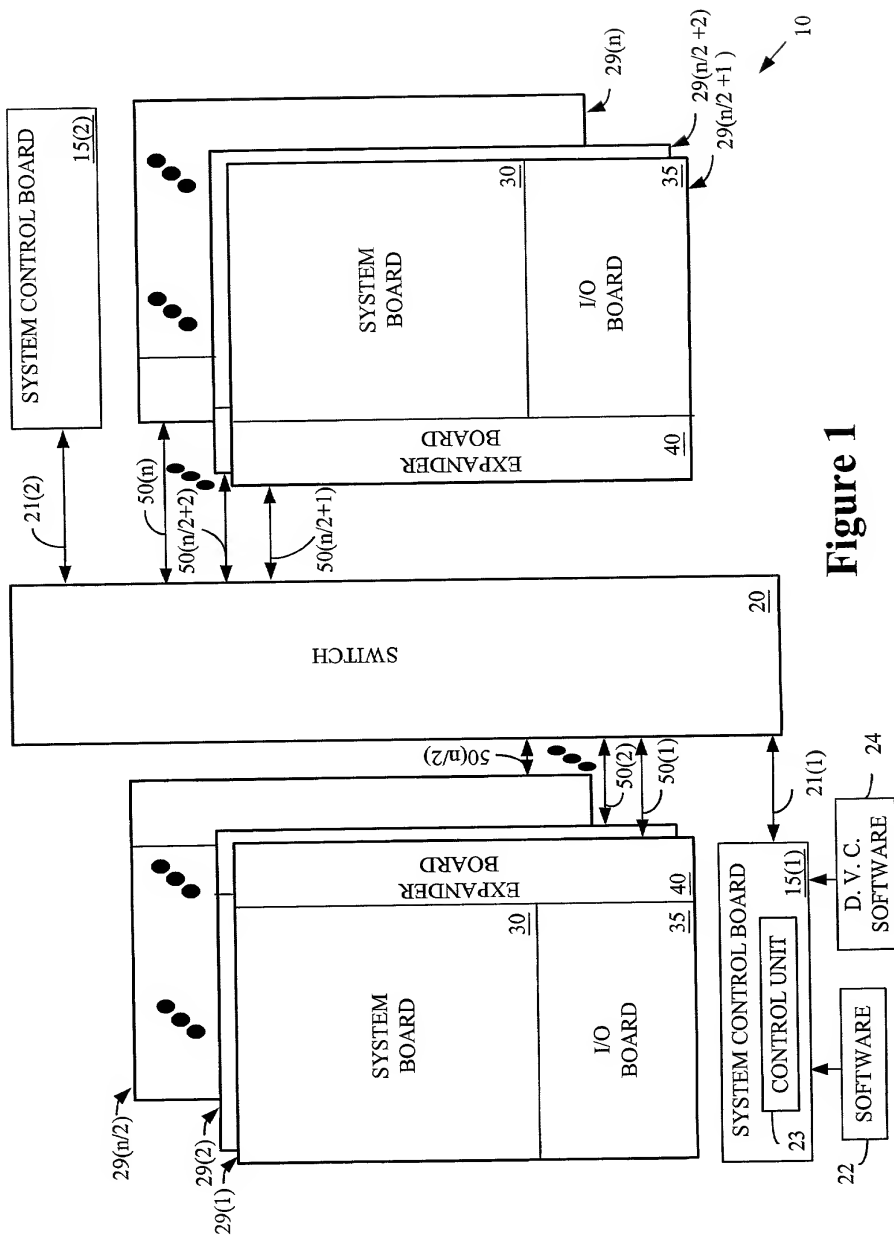 SYSTEM CONTROL BOARD
15(2)
21(2)
50(n)
50(n/2+2)
50(n/2+1)
29(n)
29(n/2 +2)
29(n/2 +1)
10
SYSTEM
BOARD
30
I/O
BOARD
35
EXPANDER
BOARD
40
SWITCH
20
29(n/2)
29(2)
29(1)
SYSTEM
BOARD
30
I/O
BOARD
35
EXPANDER
BOARD
40
50(n/2)
50(2)
50(1)
21(1)
SYSTEM CONTROL BOARD
15(1)
CONTROL UNIT
23
SOFTWARE
22
D. V. C.
SOFTWARE
24
Figure 1